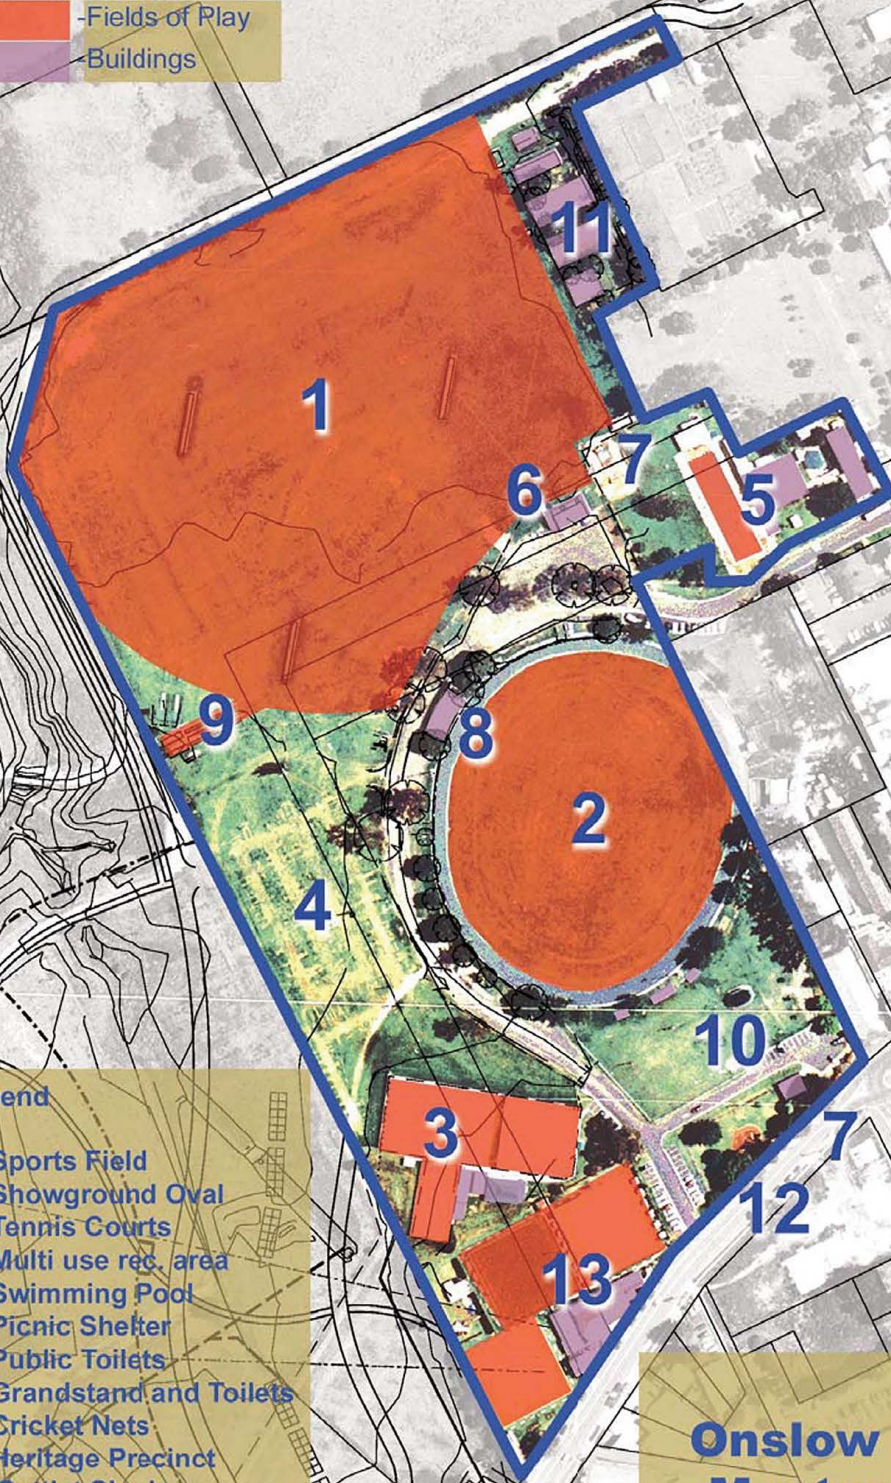 -Fields of Play
-Buildings
11
1
7
6
5
9
8
2
4
10
3
7
12
13
end
Sports Field
Showground Oval
Tennis Courts
Multi use rec. area
Swimming Pool
Picnic Shelter
Public Toilets
Grandstand and Toilets
Cricket Nets
Heritage Precinct
Onslow